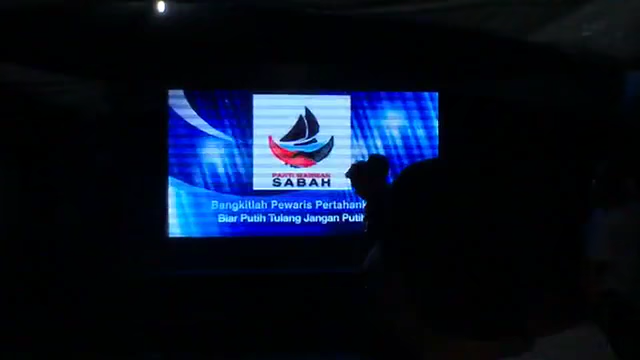 PARTI WARISAN
SABAH
Bangkitlah Pewaris Pertahank
Biar Putih Tulang Jangan Putih